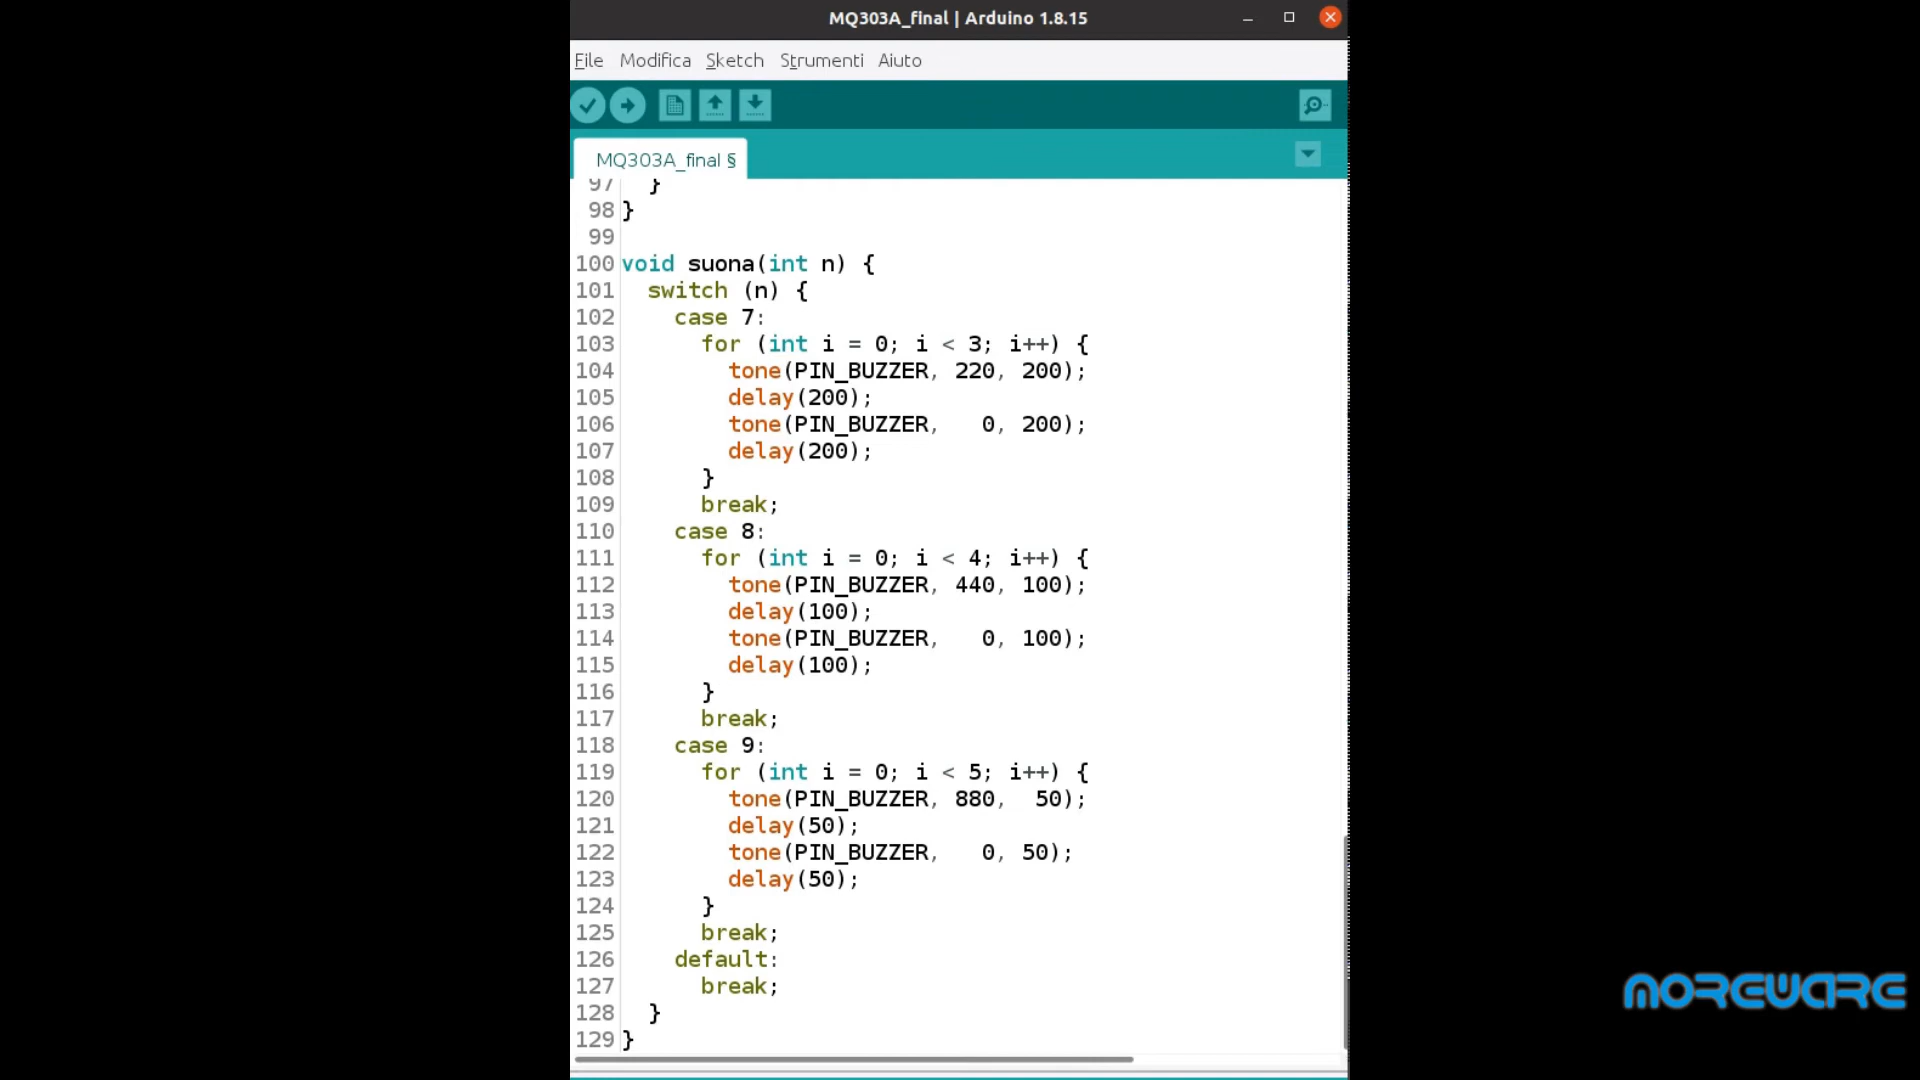 MQ303A_final | Arduino 1.8.15
File Modifica Sketch Strumenti Aiuto
MQ303A_final §
97   }
98 }
99
100 void suona(int n) {
101   switch (n) {
102     case 7:
103       for (int i = 0; i < 3; i++) {
104         tone(PIN_BUZZER, 220, 200);
105         delay(200);
106         tone(PIN_BUZZER,   0, 200);
107         delay(200);
108       }
109       break;
110     case 8:
111       for (int i = 0; i < 4; i++) {
112         tone(PIN_BUZZER, 440, 100);
113         delay(100);
114         tone(PIN_BUZZER,   0, 100);
115         delay(100);
116       }
117       break;
118     case 9:
119       for (int i = 0; i < 5; i++) {
120         tone(PIN_BUZZER, 880,  50);
121         delay(50);
122         tone(PIN_BUZZER,   0, 50);
123         delay(50);
124       }
125       break;
126     default:
127       break;
128   }
129 }
MOREWARE